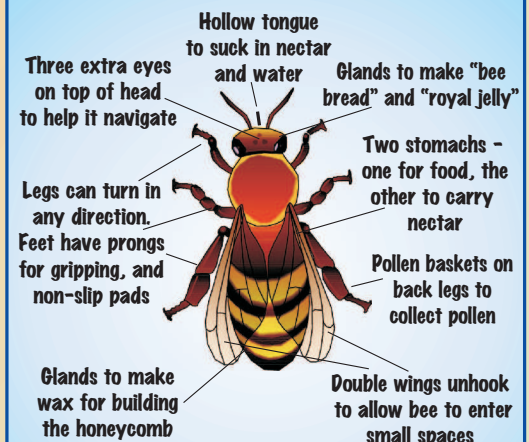 Hollow tongue
to suck in nectar
and water
Three extra eyes
on top of head
to help it navigate
Glands to make "bee
bread" and "royal jelly"
Two stomachs -
one for food, the
other to carry
nectar
Legs can turn in
any direction.
Feet have prongs
for gripping, and
non-slip pads
Pollen baskets on
back legs to
collect pollen
Glands to make
wax for building
the honeycomb
Double wings unhook
to allow bee to enter
small spaces